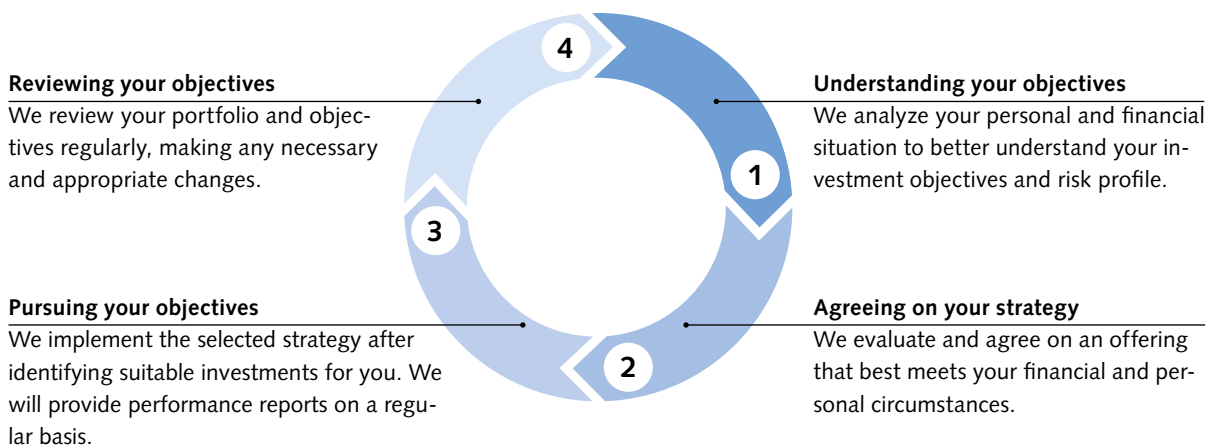 4
Reviewing your objectives
We review your portfolio and objec-
tives regularly, making any necessary
and appropriate changes.
Understanding your objectives
We analyze your personal and financial
situation to better understand your in-
vestment objectives and risk profile.
1
3
Pursuing your objectives
We implement the selected strategy after
identifying suitable investments for you. We
will provide performance reports on a regu-
lar basis.
Agreeing on your strategy
We evaluate and agree on an offering
that best meets your financial and per-
sonal circumstances.
2